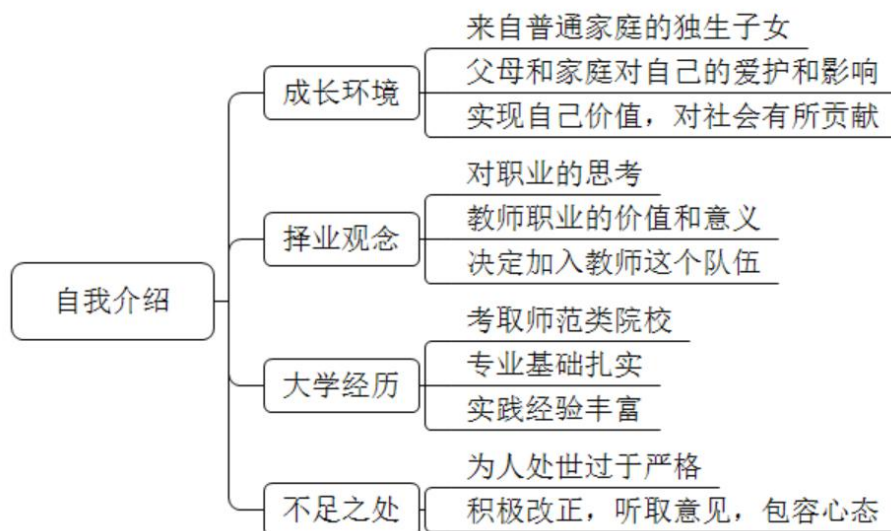 自我介绍
成长环境
来自普通家庭的独生子女
父母和家庭对自己的爱护和影响
实现自己价值，对社会有所贡献
择业观念
对职业的思考
教师职业的价值和意义
决定加入教师这个队伍
大学经历
考取师范类院校
专业基础扎实
实践经验丰富
不足之处
为人处世过于严格
积极改正，听取意见，包容心态